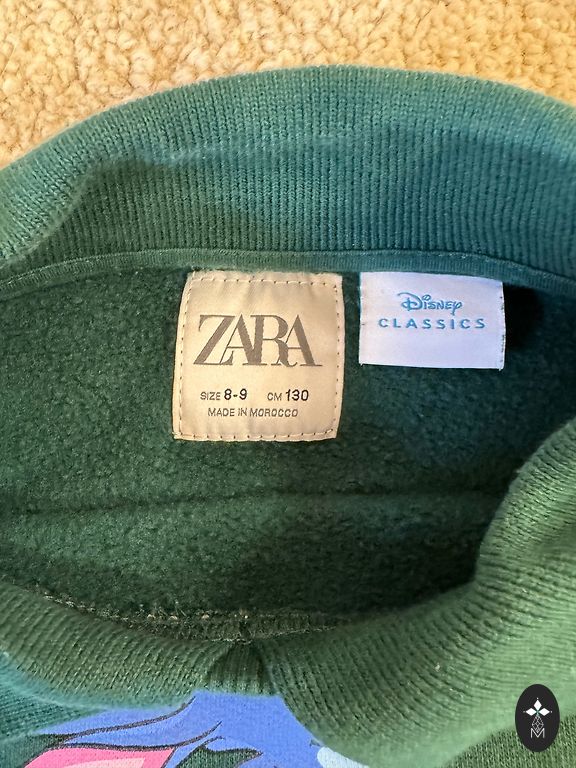 ZARA
SIZE 8-9 CM 130
MADE IN MOROCCO
Disney
CLASSICS
M